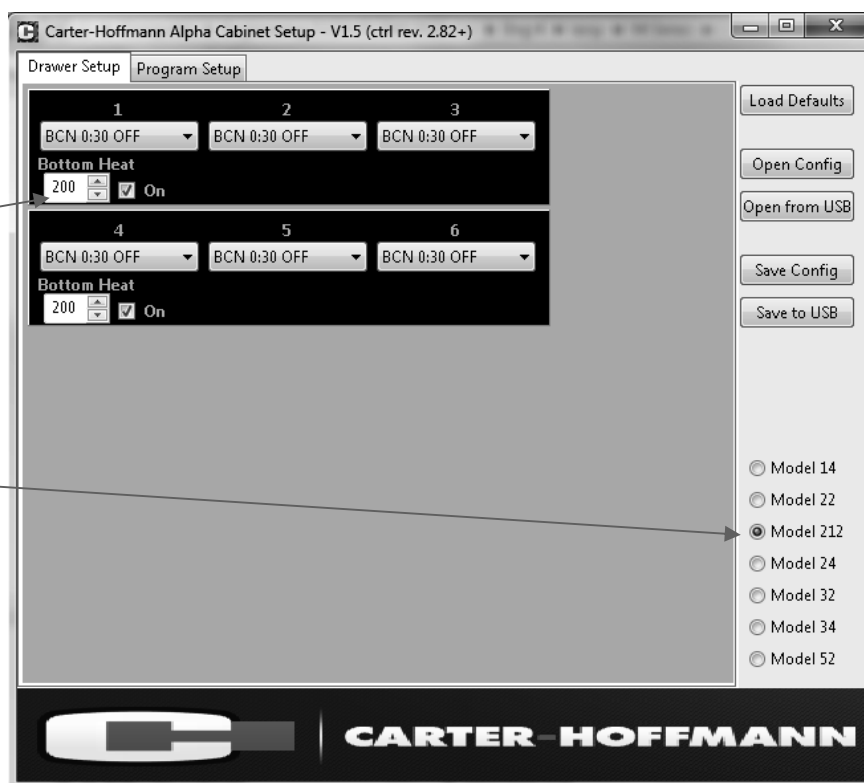 Carter-Hoffmann Alpha Cabinet Setup - V1.5 (ctrl rev. 2.82+)
Drawer Setup Program Setup
1 2 3
BCN 0:30 OFF BCN 0:30 OFF BCN 0:30 OFF
Bottom Heat
200 On
4 5 6
BCN 0:30 OFF BCN 0:30 OFF BCN 0:30 OFF
Bottom Heat
200 On
Load Defaults
Open Config
Open from USB
Save Config
Save to USB
Model 14
Model 22
Model 212
Model 24
Model 32
Model 34
Model 52
CARTER-HOFFMANN